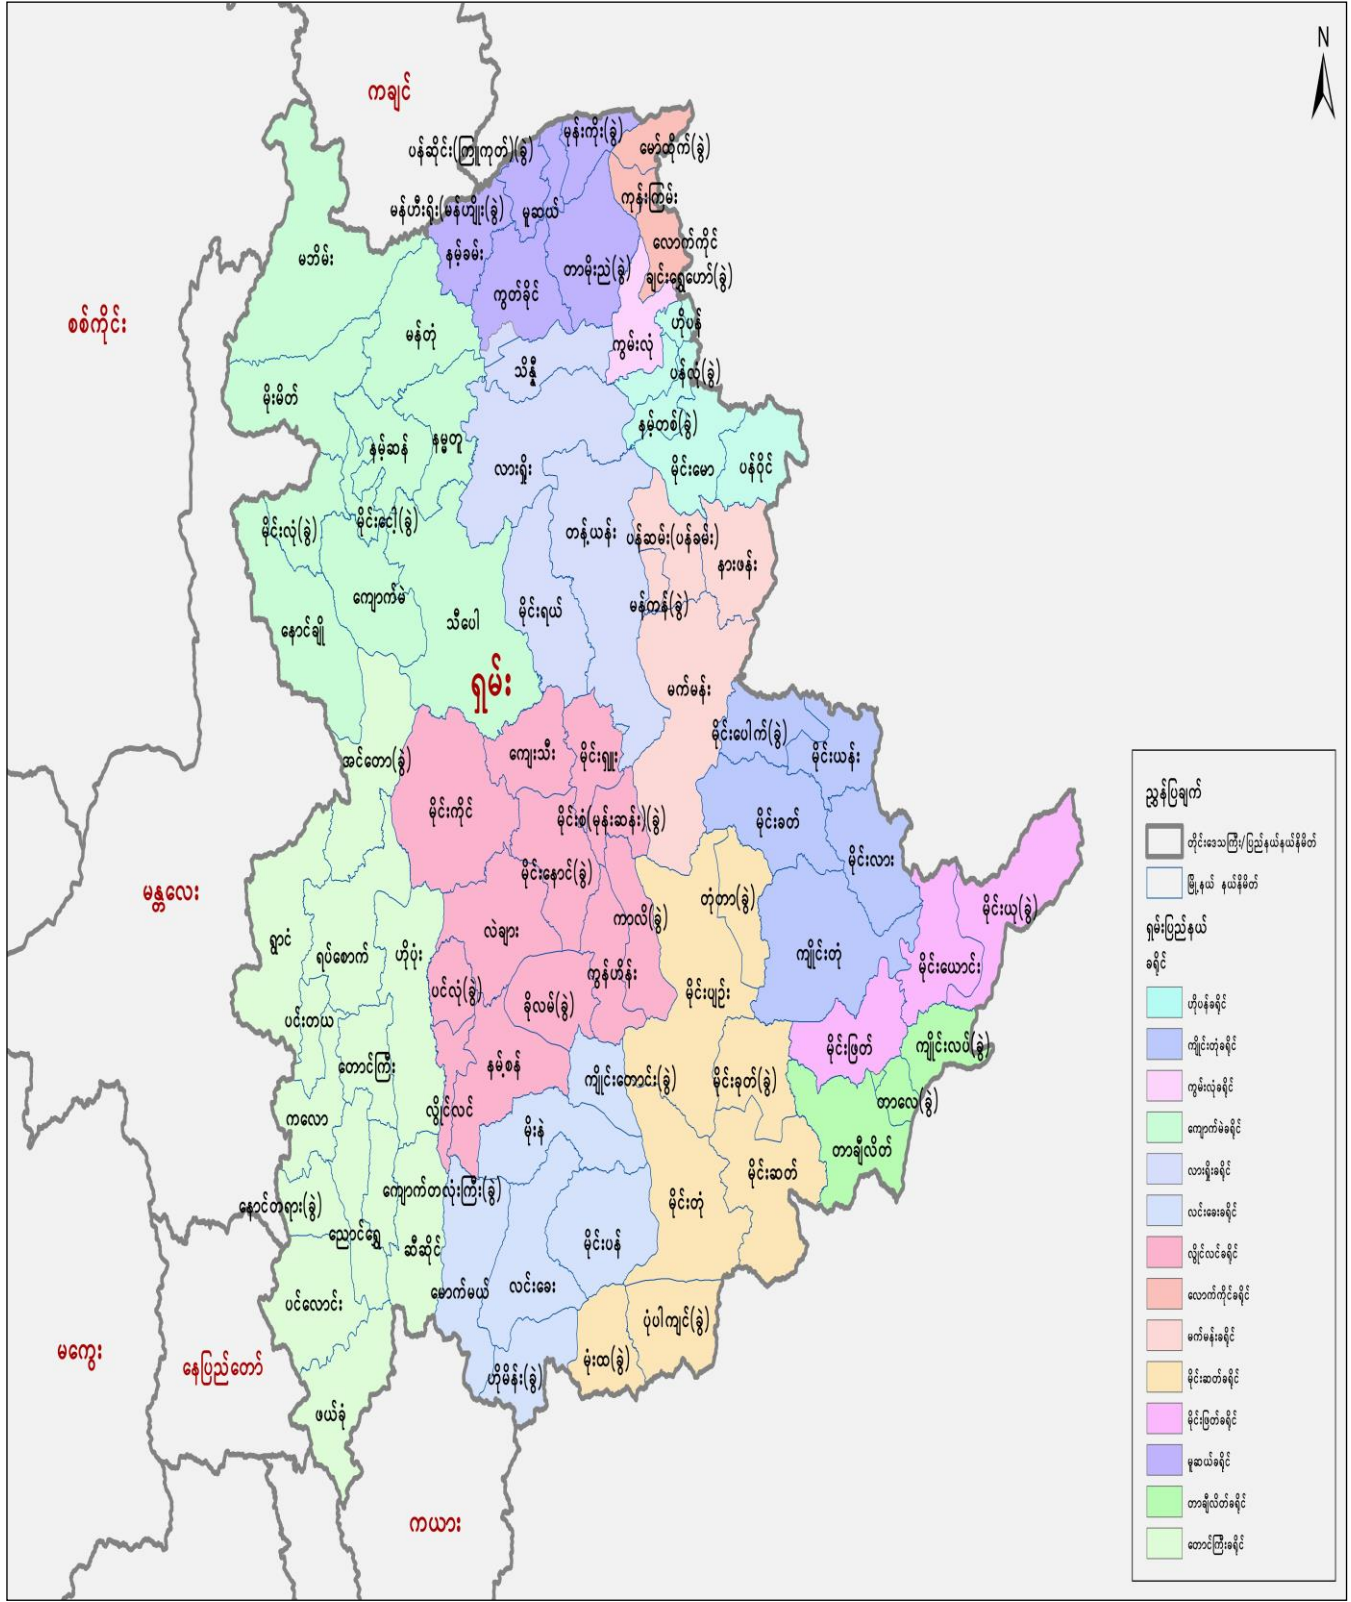 N
ကချင်
မုန်းကိုး(ခွဲ)
မော်ထိုက်(ခွဲ)
ပန်ဆိုင်း(ကြူကုတ်)(ခွဲ)
ကုန်းကြမ်း
မန်ဟီးရိုး(မန်ဟျိုး)(ခွဲ)
မူဆယ်
လောက်ကိုင်
မဘိမ်း
နမ့်ခမ်း
တာမိုးညဲ(ခွဲ)
ချင်းရွှေဟော်(ခွဲ)
ကွတ်ခိုင်
စစ်ကိုင်း
မန်တုံ
ဟိုပန်
ကွမ်းလုံ
သိန္နီ
ပန်လုံ(ခွဲ)
မိုးမိတ်
နမ့်တစ်(ခွဲ)
နမ့်ဆန်
နမ္မတူ
လားရှိုး
မိုင်းမော
ပန်ဝိုင်
မိုင်းလုံ(ခွဲ)
မိုင်းငေါ့(ခွဲ)
တန့်ယန်း
ပန်ဆမ်း(ပန်ခမ်း)
နားဖန်း
ကျောက်မဲ
မိုင်းရယ်
မန်တန်(ခွဲ)
နောင်ချို
သီပေါ
ရှမ်း
မက်မန်း
မိုင်းပေါက်(ခွဲ)
အင်တော(ခွဲ)
ကျေးသီး
မိုင်းရှူး
မိုင်းယန်း
မိုင်းကိုင်
မိုင်းစံ(မုန်းဆန်း)(ခွဲ)
မိုင်းခတ်
မိုင်းလား
မိုင်းနောင်(ခွဲ)
မန္တလေး
တုံတာ(ခွဲ)
မိုင်းယု(ခွဲ)
ကာလိ(ခွဲ)
ရွာငံ
ရပ်စောက်
ဟိုပုံး
လဲချား
ကျိုင်းတုံ
မိုင်းယောင်း
ပင်လုံ(ခွဲ)
ခိုလမ်(ခွဲ)
ကွန်ဟိန်း
မိုင်းပျဉ်း
ပင်းတယ
မိုင်းဖြတ်
ကျိုင်းလပ်(ခွဲ)
တောင်ကြီး
နမ့်စန်
ကျိုင်းတောင်း(ခွဲ)
မိုင်းခုတ်(ခွဲ)
တာလေ(ခွဲ)
ကလော
လွိုင်လင်
မိုးနဲ
တာချီလိတ်
မိုင်းဆတ်
ကျောက်တလုံးကြီး(ခွဲ)
နောင်တရား(ခွဲ)
မိုင်းတုံ
ညောင်ရွှေ
ဆီဆိုင်
မိုင်းပန်
မောက်မယ်
လင်းခေး
ပင်လောင်း
ပုံပါကျင်(ခွဲ)
မကွေး
နေပြည်တော်
မုံးထ(ခွဲ)
ဟိုမိန်း(ခွဲ)
ဖယ်ခုံ
ကယား
ညွှန်ပြချက်
တိုင်းဒေသကြီး/ပြည်နယ်နယ်နိမိတ်
မြို့နယ် နယ်နိမိတ်
ရှမ်းပြည်နယ်
ခရိုင်
ဟိုပန်ခရိုင်
ကျိုင်းတုံခရိုင်
ကွမ်းလုံခရိုင်
ကျောက်မဲခရိုင်
လားရှိုးခရိုင်
လင်းခေးခရိုင်
လွိုင်လင်ခရိုင်
လောက်ကိုင်ခရိုင်
မက်မန်းခရိုင်
မိုင်းဆတ်ခရိုင်
မိုင်းဖြတ်ခရိုင်
မူဆယ်ခရိုင်
တာချီလိတ်ခရိုင်
တောင်ကြီးခရိုင်